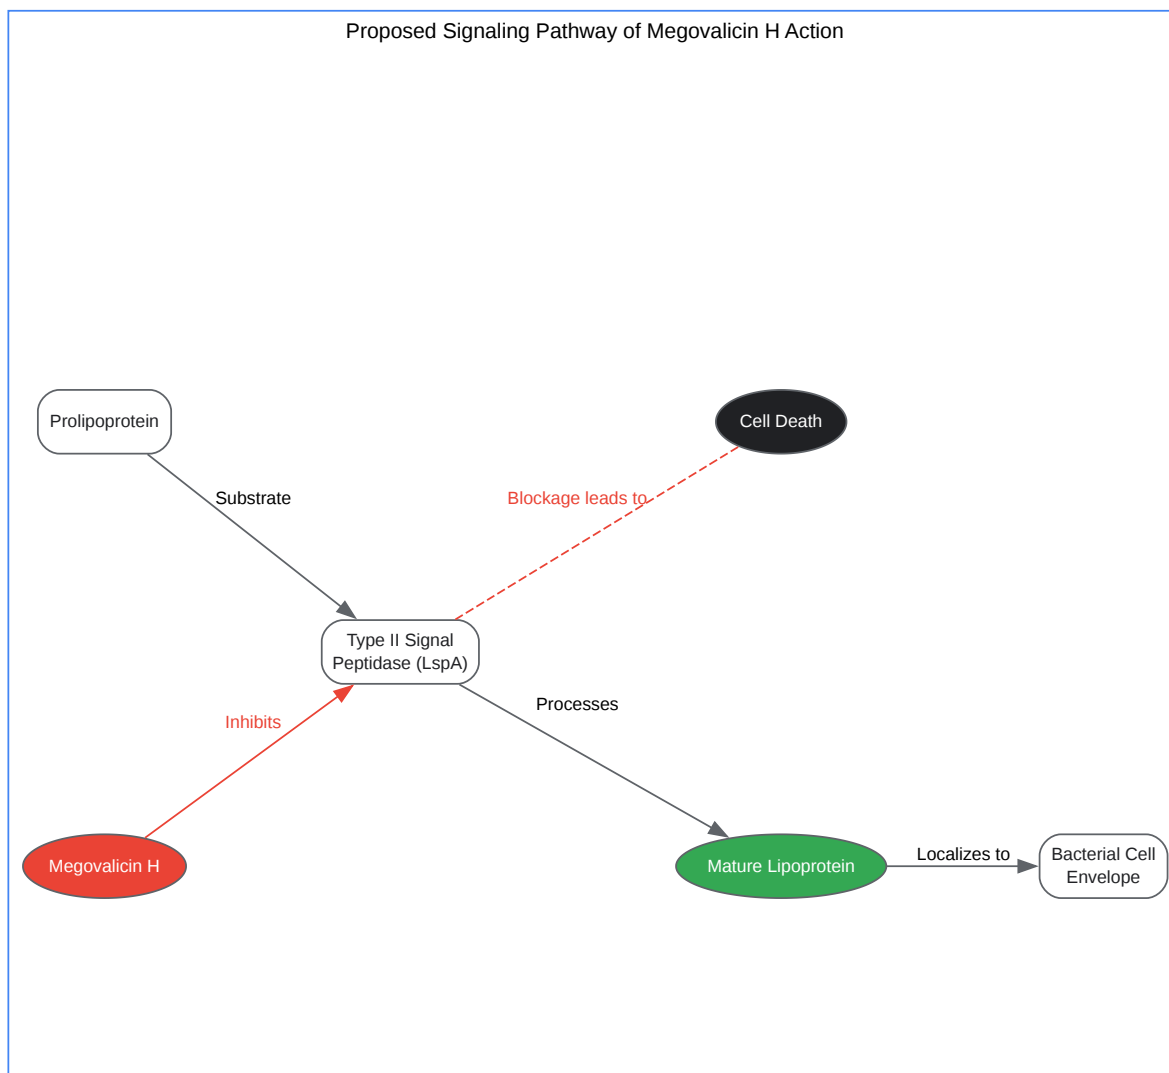 Proposed Signaling Pathway of Megovalicin H Action
Prolipoprotein
Cell Death
Substrate
Blockage leads to
Type II Signal
Peptidase (LspA)
Processes
Inhibits
Megovalicin H
Mature Lipoprotein
Localizes to
Bacterial Cell
Envelope